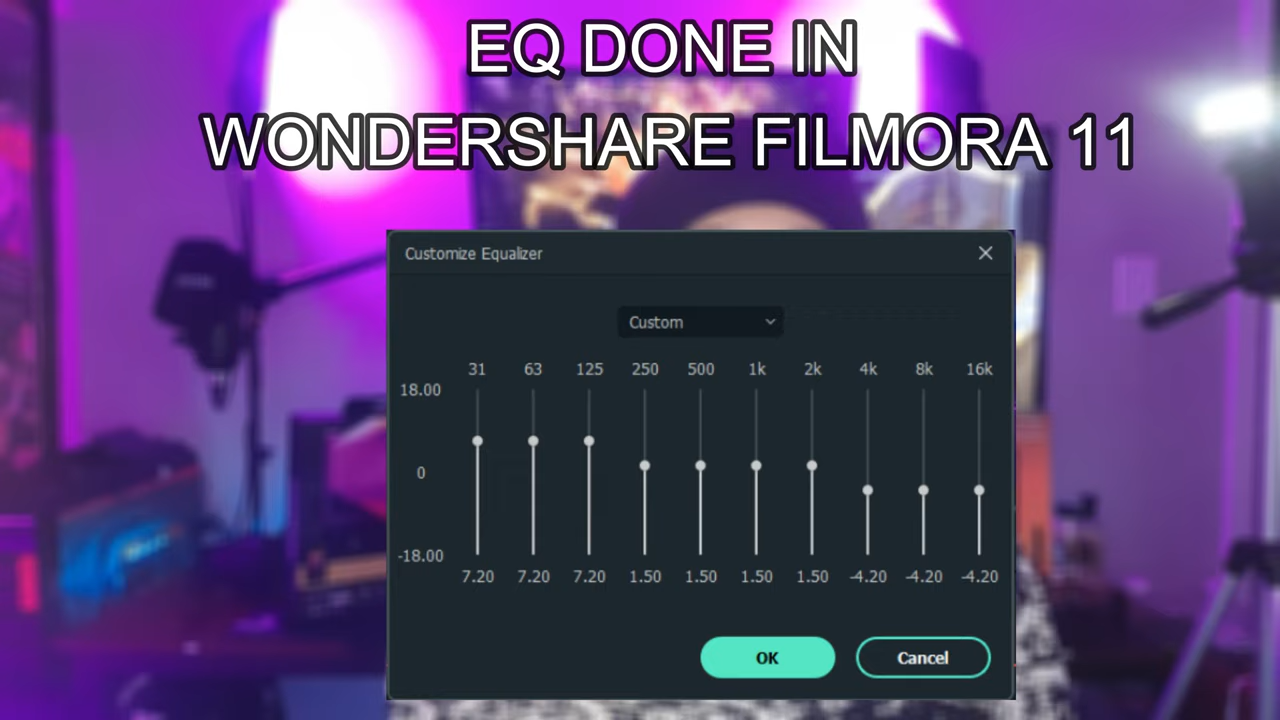 EQ DONE IN
WONDERSHARE FILMORA 11
Customize Equalizer
Custom
31 63 125 250 500 1k 2k 4k 8k 16k
18.00
0
-18.00
7.20 7.20 7.20 1.50 1.50 1.50 1.50 -4.20 -4.20 -4.20
OK Cancel